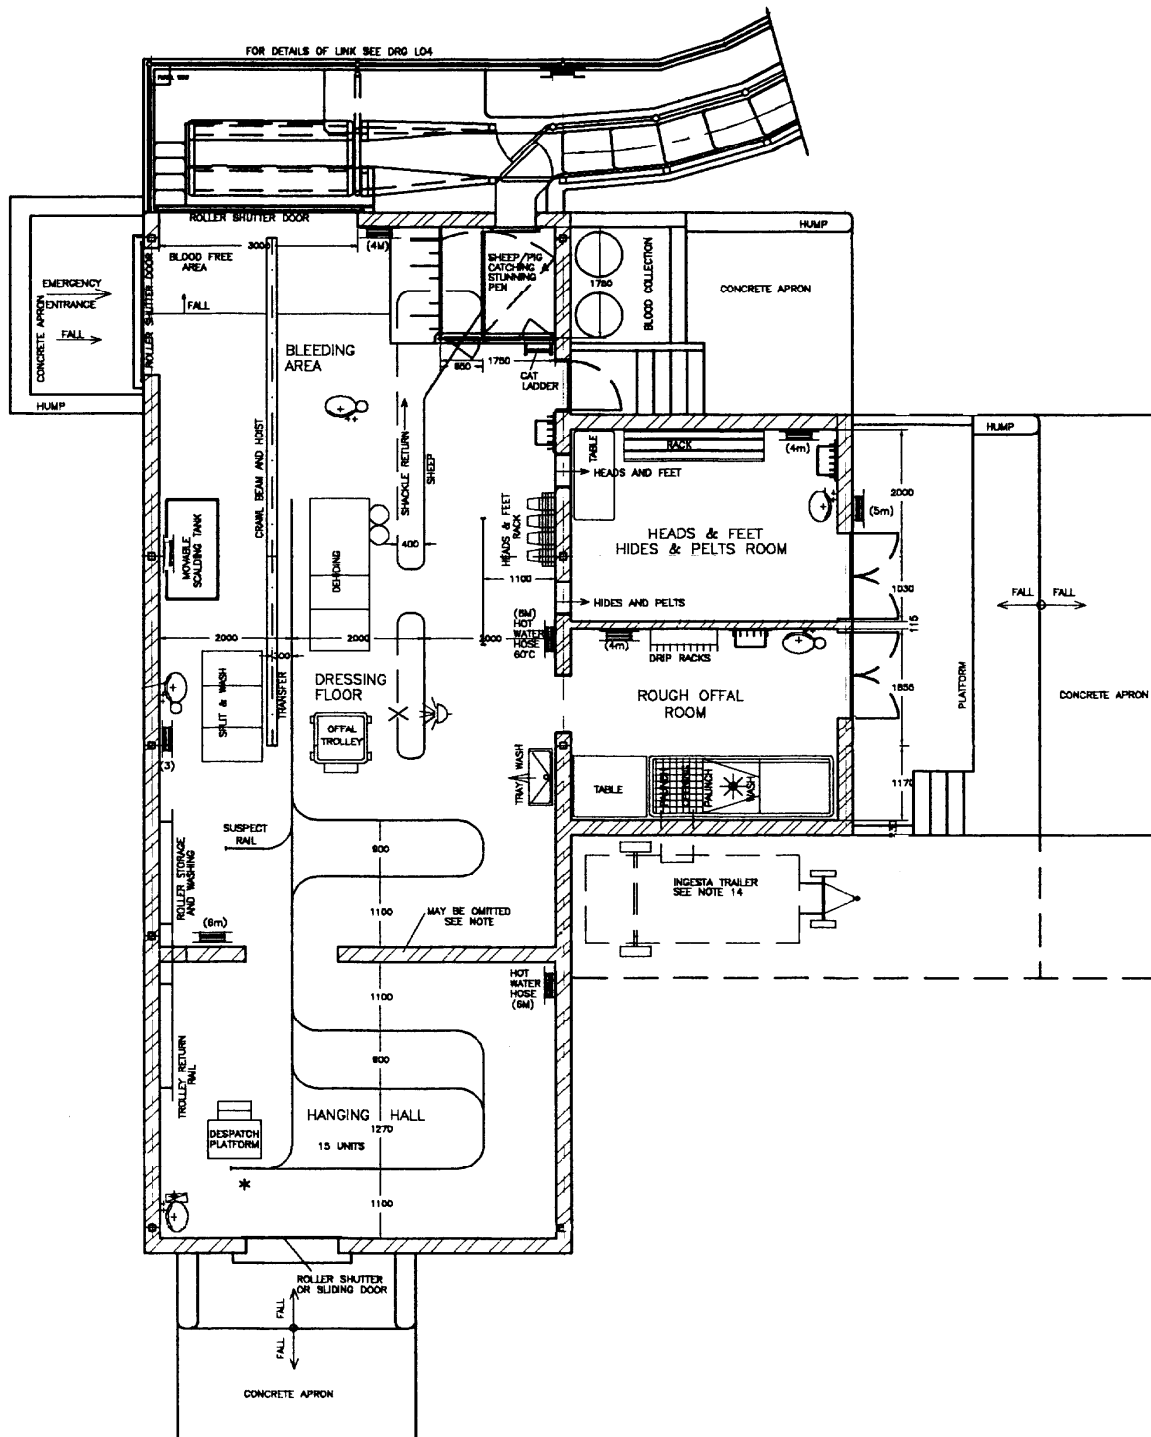 FOR DETAILS OF LINK SEE DRG L04
ROLLER SHUTTER DOOR
HUMP
3000
(4M)
BLOOD FREE
AREA
SHEEP/PIG
CATCHING
STUNNING
PEN
1780
BLOOD COLLECTION
CONCRETE APRON
CONCRETE APRON
EMERGENCY
ENTRANCE
FALL
ROLLER SHUTTER DOOR
FALL
HUMP
BLEEDING
AREA
1760
CAT
LADDER
CRAWL BEAM AND HOIST
SHACKLE RETURN
SHEEP
TABLE
RACK
(4m)
HUMP
HEADS AND FEET
2000
(5m)
HEADS & FEET
RACK
MOVABLE
SCALDING TANK
DEHIDING
400
HEADS & FEET
HIDES & PELTS ROOM
1100
HIDES AND PELTS
1030
FALL
FALL
115
2000
2000
2000
(6M)
HOT
WATER
HOSE
60°C
(4m)
DRIP RACKS
SPLIT & WASH
TRANSFER
DRESSING
FLOOR
ROUGH OFFAL
ROOM
PLATFORM
CONCRETE APRON
OFFAL
TROLLEY
(3)
TRAY WASH
TABLE
PAUNCH
OPENING
PAUNCH
WASH
1170
SUSPECT
RAIL
ROLLER STORAGE
AND WASHING
INGESTA TRAILER
SEE NOTE 14
1100
MAY BE OMITTED
SEE NOTE
(6m)
HOT
WATER
HOSE
(6M)
1100
TROLLEY RETURN
RAIL
HANGING HALL
1270
15 UNITS
DESPATCH
PLATFORM
1100
ROLLER SHUTTER
OR SLIDING DOOR
FALL
FALL
CONCRETE APRON